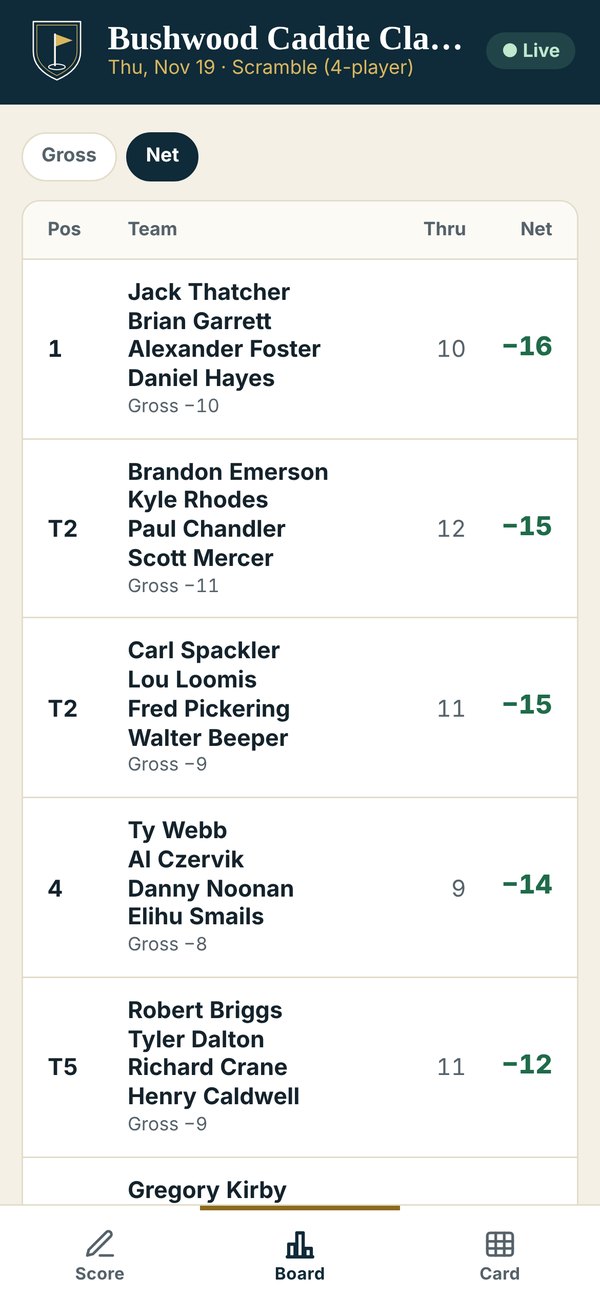 Bushwood Caddie Cla...
Thu, Nov 19 · Scramble (4-player)
Live
Gross
Net
Pos Team Thru Net
Jack Thatcher
Brian Garrett
1 Alexander Foster 10 −16
Daniel Hayes
Gross −10
Brandon Emerson
Kyle Rhodes
T2 Paul Chandler 12 −15
Scott Mercer
Gross −11
Carl Spackler
Lou Loomis
T2 Fred Pickering 11 −15
Walter Beeper
Gross −9
Ty Webb
Al Czervik
4 Danny Noonan 9 −14
Elihu Smails
Gross −8
Robert Briggs
Tyler Dalton
T5 Richard Crane 11 −12
Henry Caldwell
Gross −9
Gregory Kirby
Score Board Card